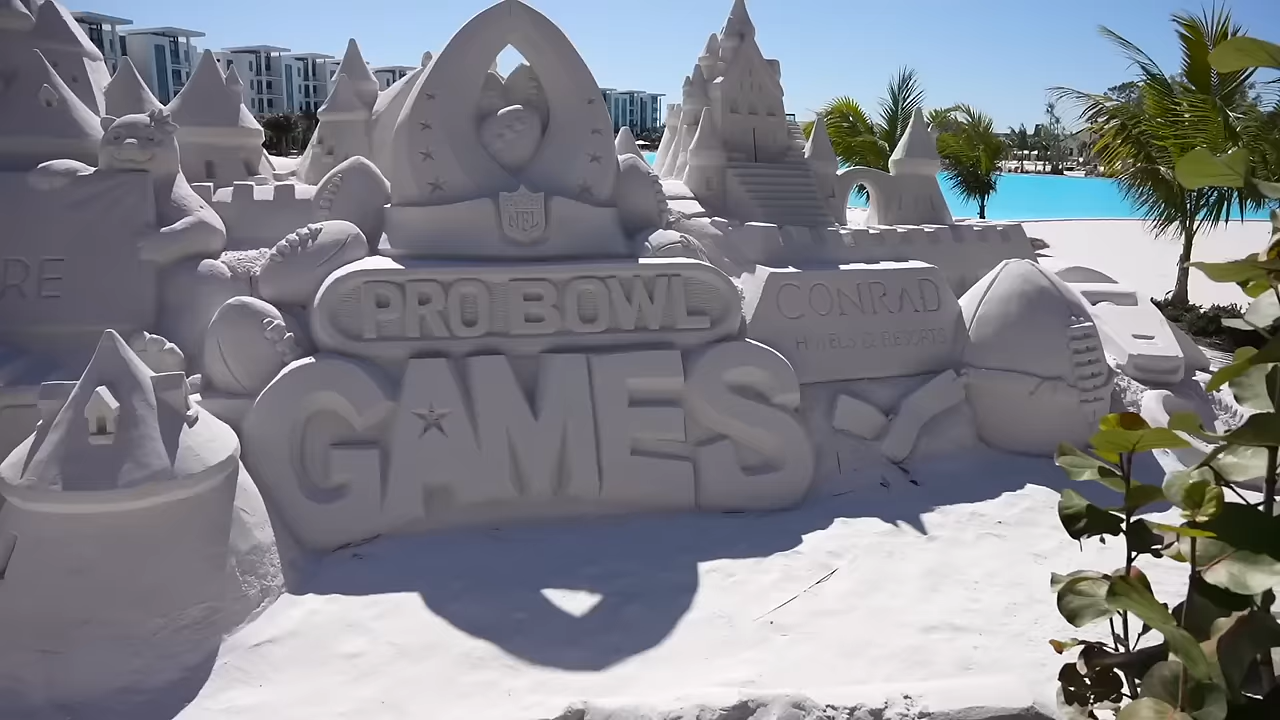 NFL
PRO BOWL
GAMES
CONRAD
HOTELS & RESORTS
RE